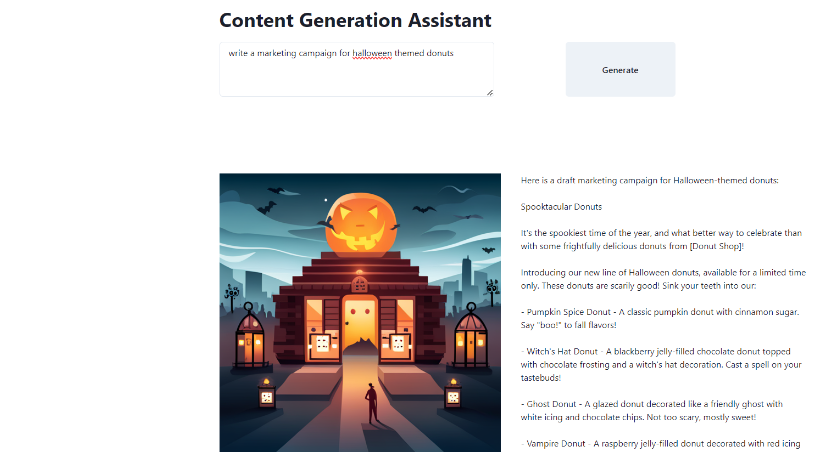 Content Generation Assistant
write a marketing campaign for halloween themed donuts
Generate
Here is a draft marketing campaign for Halloween-themed donuts:
Spooktacular Donuts
It's the spookiest time of the year, and what better way to celebrate than
with some frightfully delicious donuts from [Donut Shop]!
Introducing our new line of Halloween donuts, available for a limited time
only. These donuts are scarily good! Sink your teeth into our:
- Pumpkin Spice Donut - A classic pumpkin donut with cinnamon sugar.
Say "boo!" to fall flavors!
- Witch's Hat Donut - A blackberry jelly-filled chocolate donut topped
with chocolate frosting and a witch's hat decoration. Cast a spell on your
tastebuds!
- Ghost Donut - A glazed donut decorated like a friendly ghost with
white icing and chocolate chips. Not too scary, mostly sweet!
- Vampire Donut - A raspberry jelly-filled donut decorated with red icing